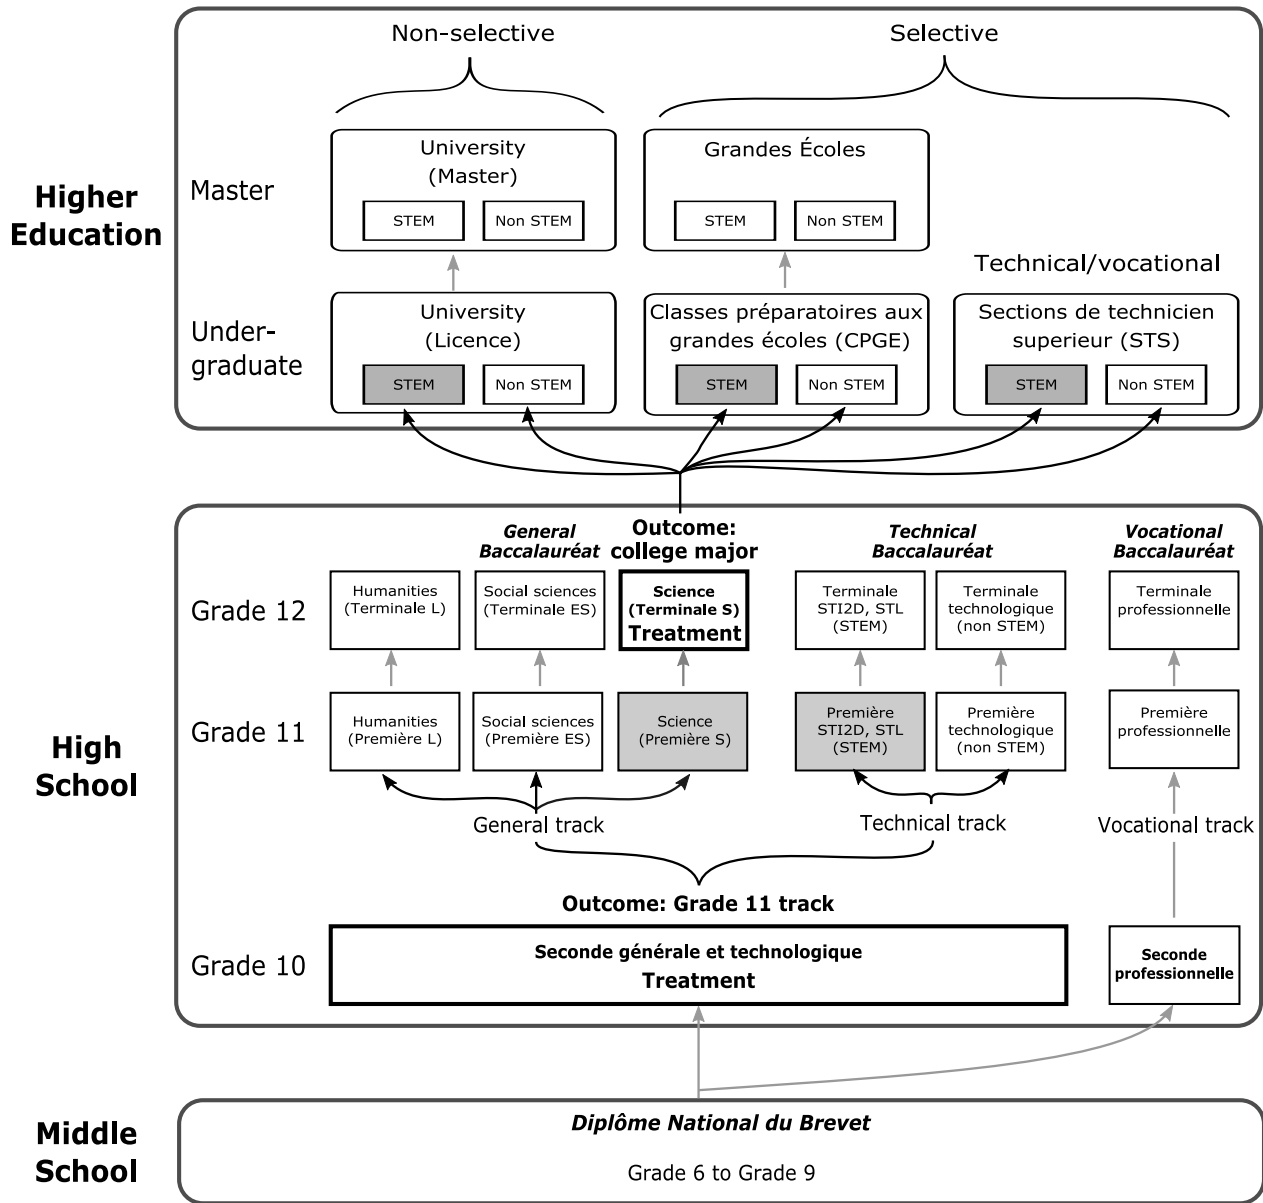 Non-selective
Selective
Higher
Education
Master
University
(Master)
STEM
Non STEM
Grandes Écoles
STEM
Non STEM
Technical/vocational
Under-
graduate
University
(Licence)
STEM
Non STEM
Classes préparatoires aux
grandes écoles (CPGE)
STEM
Non STEM
Sections de technicien
superieur (STS)
STEM
Non STEM
High
School
General
Baccalauréat
Outcome:
college major
Technical
Baccalauréat
Vocational
Baccalauréat
Grade 12
Humanities
(Terminale L)
Social sciences
(Terminale ES)
Science
(Terminale S)
Treatment
Terminale
STI2D, STL
(STEM)
Terminale
technologique
(non STEM)
Terminale
professionnelle
Grade 11
Humanities
(Première L)
Social sciences
(Première ES)
Science
(Première S)
Première
STI2D, STL
(STEM)
Première
technologique
(non STEM)
Première
professionnelle
General track
Technical track
Vocational track
Outcome: Grade 11 track
Grade 10
Seconde générale et technologique
Treatment
Seconde
professionnelle
Middle
School
Diplôme National du Brevet
Grade 6 to Grade 9